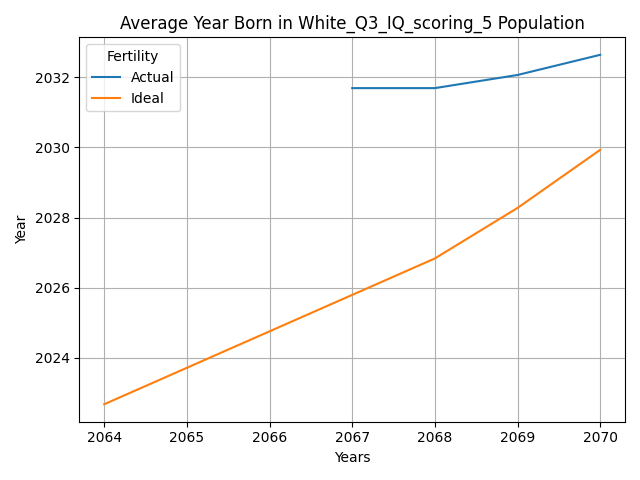 Average Year Born in White_Q3_IQ_scoring_5 Population
Fertility
Actual
Ideal
2032
2030
2028
2026
2024
Year
2064 2065 2066 2067 2068 2069 2070
Years